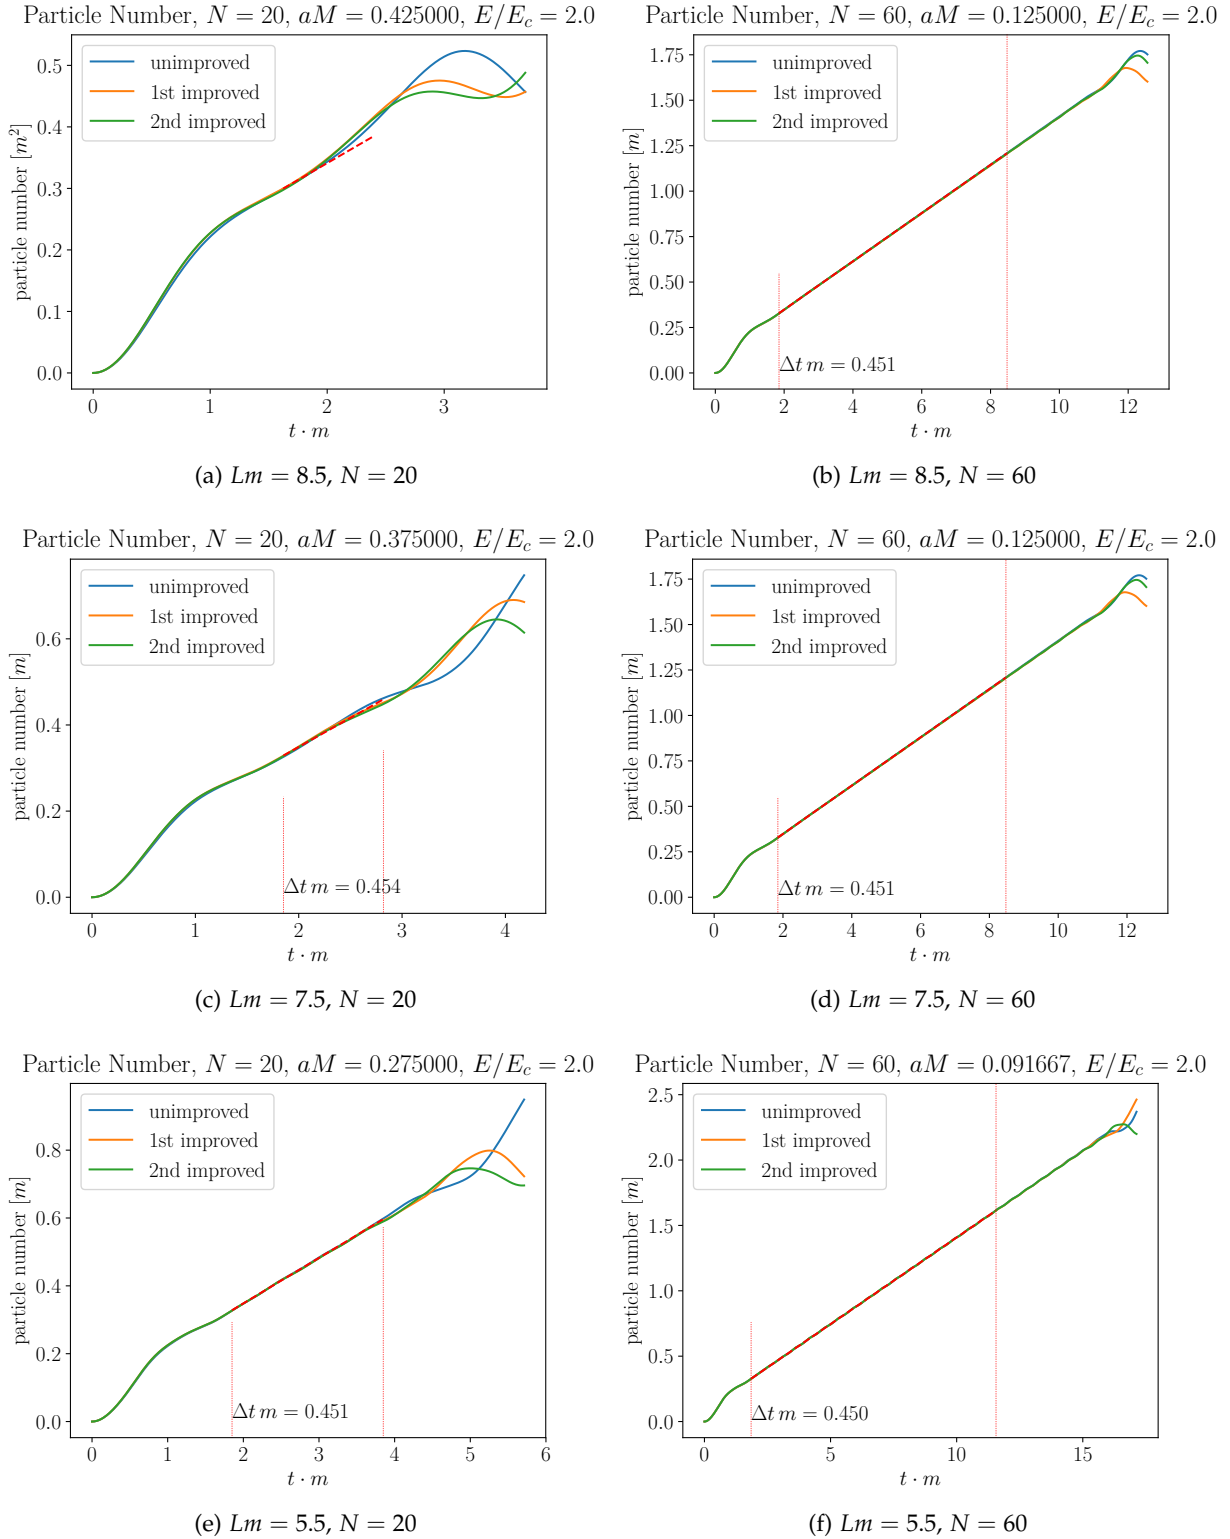 Particle Number, N = 20, aM = 0.425000, E/E_c = 2.0
unimproved
1st improved
2nd improved
particle number [m²]
0.5
0.4
0.3
0.2
0.1
0.0
0 1 2 3
t · m
(a) Lm = 8.5, N = 20
Particle Number, N = 60, aM = 0.125000, E/E_c = 2.0
unimproved
1st improved
2nd improved
particle number [m]
1.75
1.50
1.25
1.00
0.75
0.50
0.25
0.00
Δt m = 0.451
0 2 4 6 8 10 12
t · m
(b) Lm = 8.5, N = 60
Particle Number, N = 20, aM = 0.375000, E/E_c = 2.0
unimproved
1st improved
2nd improved
particle number [m]
0.6
0.4
0.2
0.0
Δt m = 0.454
0 1 2 3 4
t · m
(c) Lm = 7.5, N = 20
Particle Number, N = 60, aM = 0.125000, E/E_c = 2.0
unimproved
1st improved
2nd improved
particle number [m]
1.75
1.50
1.25
1.00
0.75
0.50
0.25
0.00
Δt m = 0.451
0 2 4 6 8 10 12
t · m
(d) Lm = 7.5, N = 60
Particle Number, N = 20, aM = 0.275000, E/E_c = 2.0
unimproved
1st improved
2nd improved
particle number [m]
0.8
0.6
0.4
0.2
0.0
Δt m = 0.451
0 1 2 3 4 5 6
t · m
(e) Lm = 5.5, N = 20
Particle Number, N = 60, aM = 0.091667, E/E_c = 2.0
unimproved
1st improved
2nd improved
particle number [m]
2.5
2.0
1.5
1.0
0.5
0.0
Δt m = 0.450
0 5 10 15
t · m
(f) Lm = 5.5, N = 60